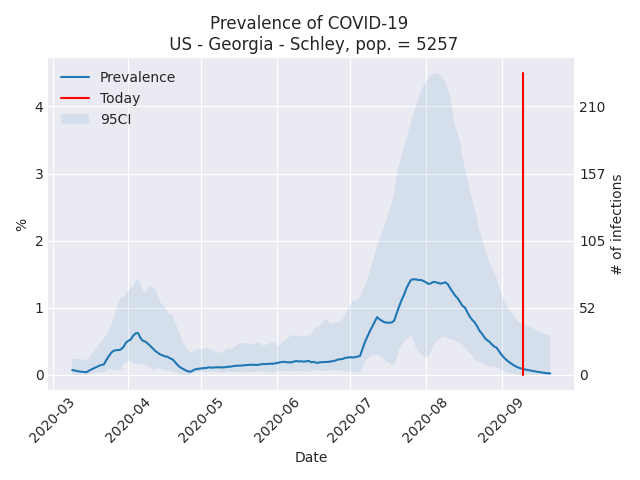 Prevalence of COVID-19
US - Georgia - Schley, pop. = 5257
Prevalence
Today
95CI
%
4
3
2
1
0
210
157
105
52
0
# of infections
2020-03
2020-04
2020-05
2020-06
2020-07
2020-08
2020-09
Date